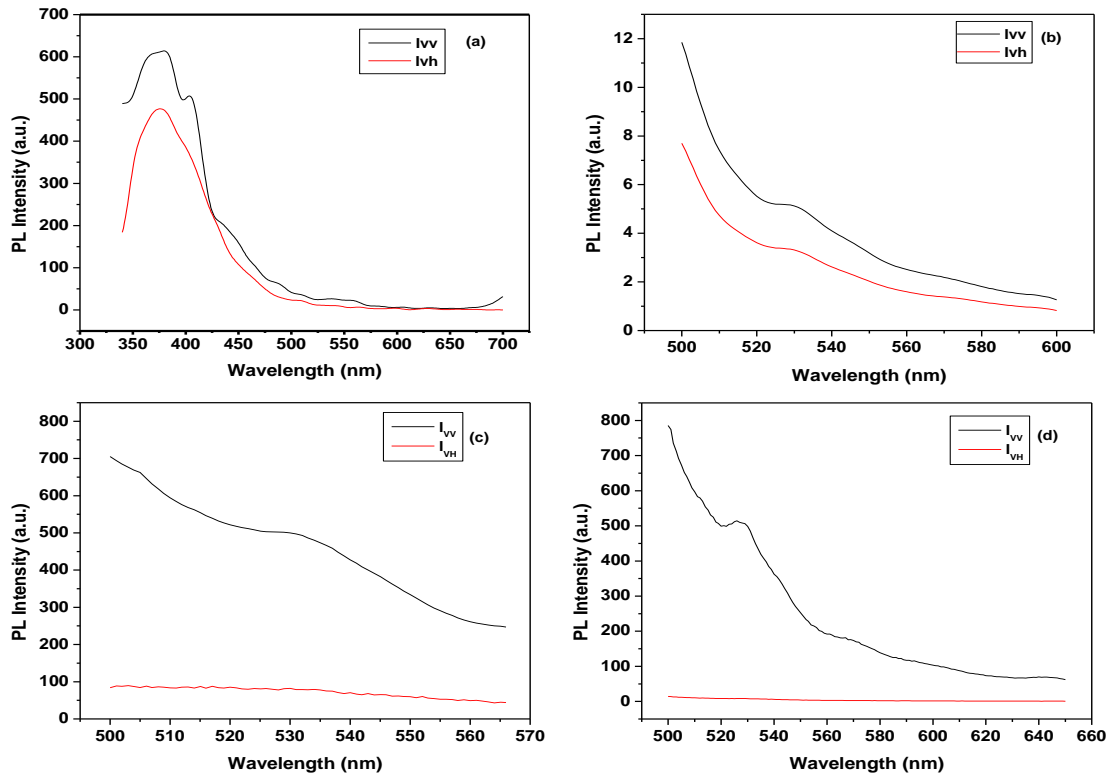 Ivv
Ivh
(a)
PL Intensity (a.u.)
700
600
500
400
300
200
100
0
300 350 400 450 500 550 600 650 700
Wavelength (nm)
Ivv
Ivh
(b)
PL Intensity (a.u.)
12
10
8
6
4
2
0
500 520 540 560 580 600
Wavelength (nm)
I_VV
I_VH
(c)
PL Intensity (a.u.)
800
700
600
500
400
300
200
100
0
500 510 520 530 540 550 560 570
Wavelength (nm)
I_VV
I_VH
(d)
PL Intensity (a.u.)
800
700
600
500
400
300
200
100
0
500 520 540 560 580 600 620 640 660
Wavelength (nm)